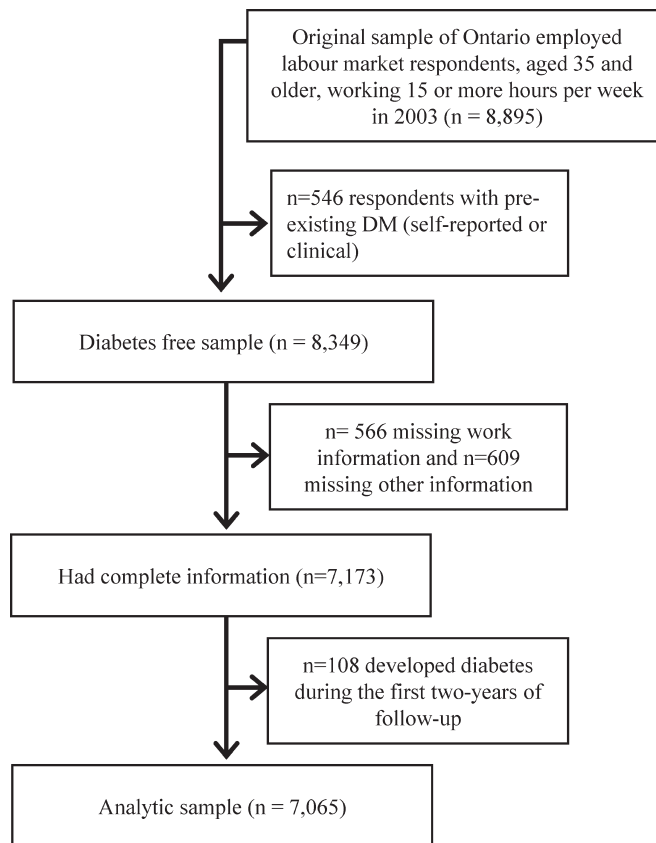 Original sample of Ontario employed
labour market respondents, aged 35 and
older, working 15 or more hours per week
in 2003 (n = 8,895)
n=546 respondents with pre-
existing DM (self-reported or
clinical)
Diabetes free sample (n = 8,349)
n= 566 missing work
information and n=609
missing other information
Had complete information (n=7,173)
n=108 developed diabetes
during the first two-years of
follow-up
Analytic sample (n = 7,065)